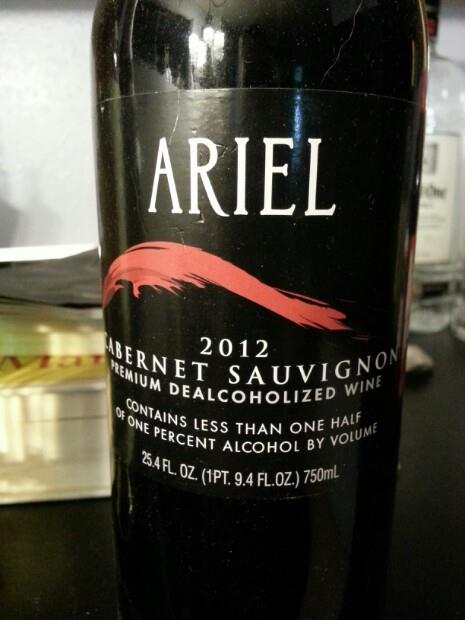 ARIEL
2012
CABERNET SAUVIGNON
PREMIUM DEALCOHOLIZED WINE
CONTAINS LESS THAN ONE HALF
OF ONE PERCENT ALCOHOL BY VOLUME
25.4 FL. OZ. (1PT. 9.4 FL.OZ.) 750mL